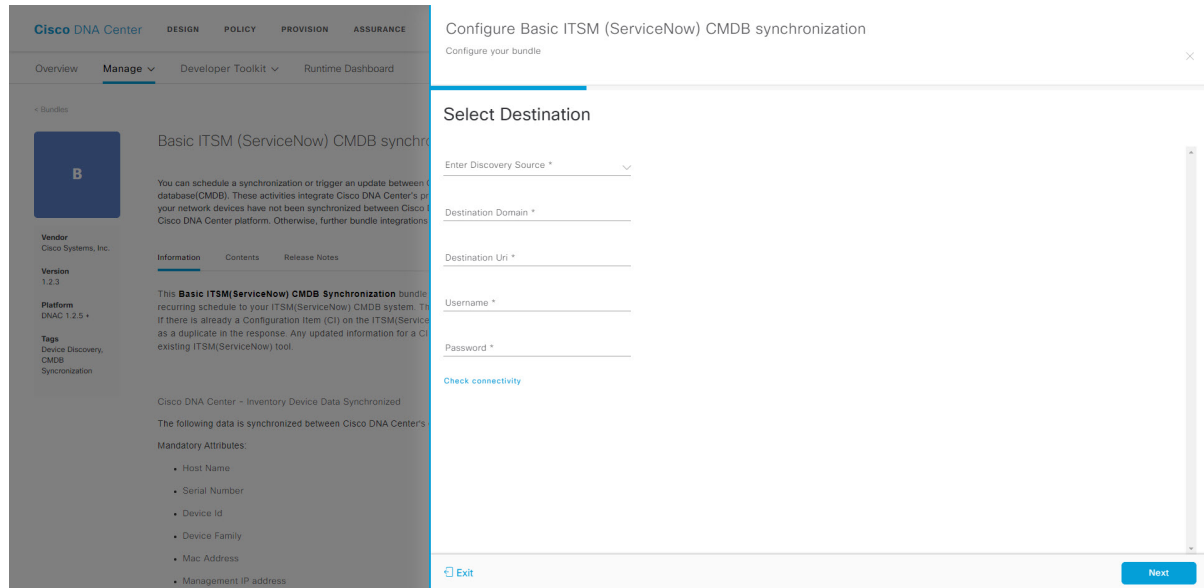 Cisco DNA Center DESIGN POLICY PROVISION ASSURANCE
Overview Manage Developer Toolkit Runtime Dashboard
< Bundles
B
Vendor
Cisco Systems, Inc.
Version
1.2.3
Platform
DNAC 1.2.5 +
Tags
Device Discovery,
CMDB
Syncronization
Basic ITSM (ServiceNow) CMDB synchro
You can schedule a synchronization or trigger an update between
database(CMDB). These activities integrate Cisco DNA Center's pr
your network devices have not been synchronized between Cisco
Cisco DNA Center platform. Otherwise, further bundle integrations
Information Contents Release Notes
This Basic ITSM(ServiceNow) CMDB Synchronization bundle
recurring schedule to your ITSM(ServiceNow) CMDB system. Th
If there is already a Configuration Item (CI) on the ITSM(Service
as a duplicate in the response. Any updated information for a CI
existing ITSM(ServiceNow) tool.
Cisco DNA Center – Inventory Device Data Synchronized
The following data is synchronized between Cisco DNA Center's
Mandatory Attributes:
• Host Name
• Serial Number
• Device Id
• Device Family
• Mac Address
• Management IP address
Configure Basic ITSM (ServiceNow) CMDB synchronization
Configure your bundle
Select Destination
Enter Discovery Source *
Destination Domain *
Destination Uri *
Username *
Password *
Check connectivity
Exit
Next